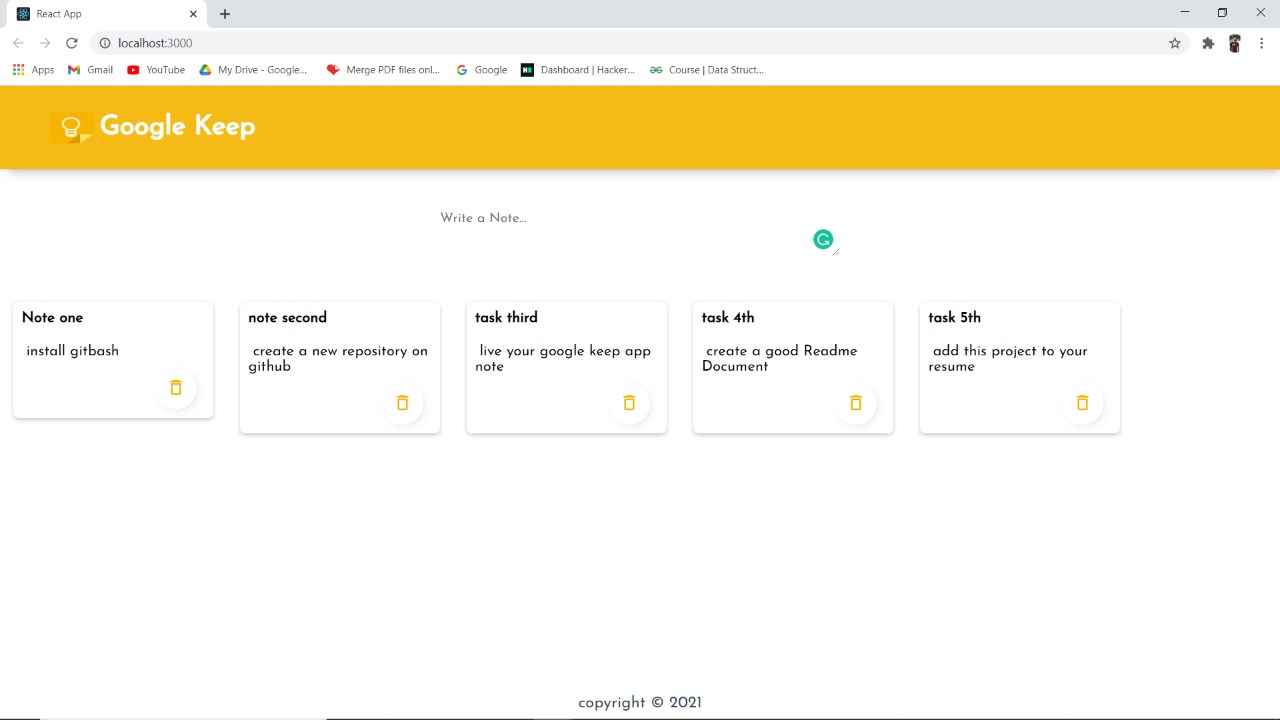 React App
localhost:3000
Apps Gmail YouTube My Drive - Google... Merge PDF files onl... Google Dashboard | Hacker... Course | Data Struct...
Google Keep
Write a Note...
Note one
install gitbash
note second
create a new repository on
github
task third
live your google keep app
note
task 4th
create a good Readme
Document
task 5th
add this project to your
resume
copyright © 2021